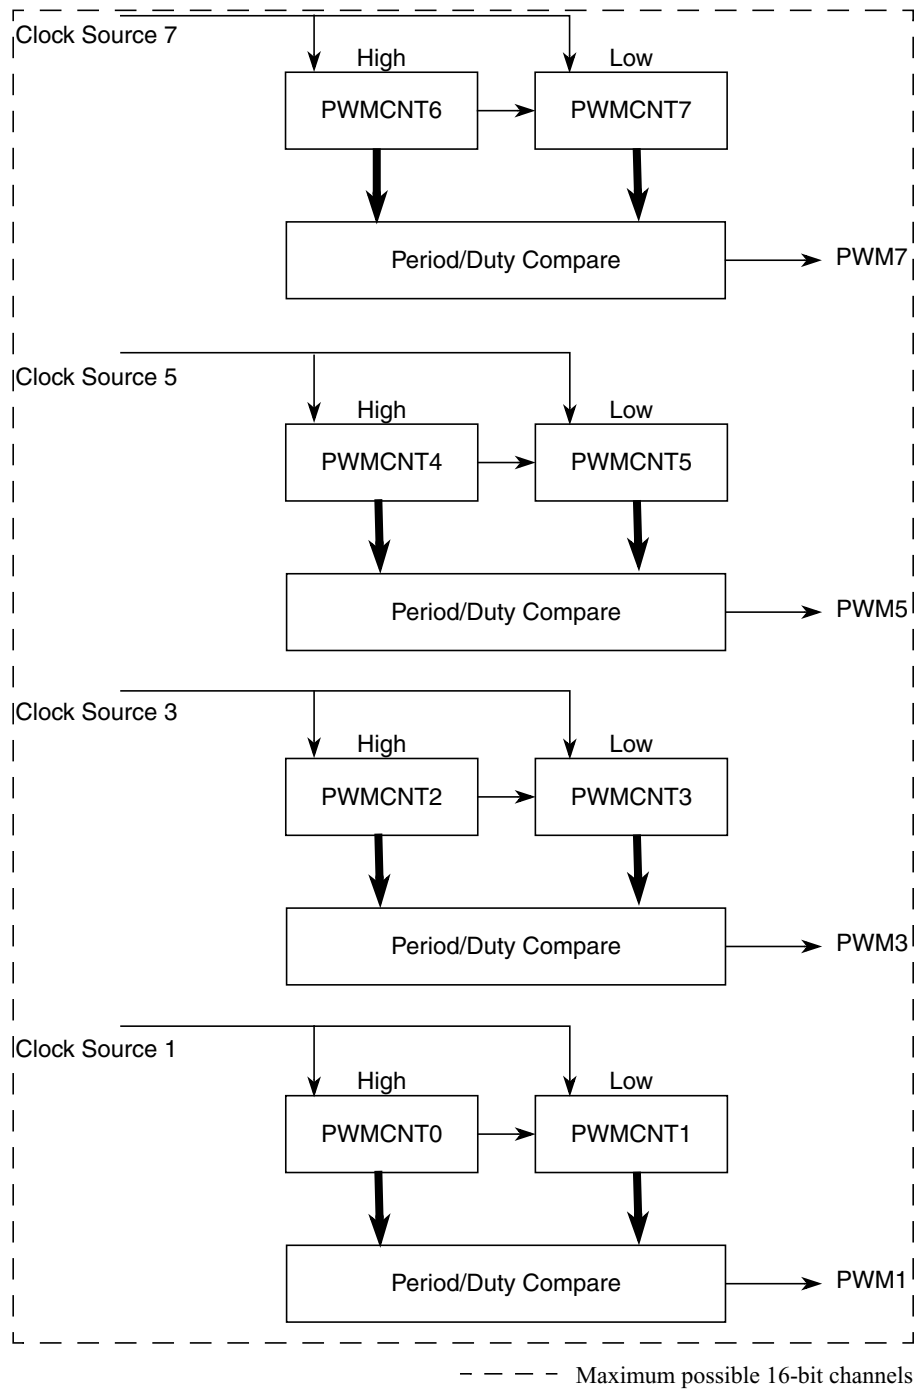 Clock Source 7
High Low
PWMCNT6 PWMCNT7
Period/Duty Compare PWM7
Clock Source 5
High Low
PWMCNT4 PWMCNT5
Period/Duty Compare PWM5
Clock Source 3
High Low
PWMCNT2 PWMCNT3
Period/Duty Compare PWM3
Clock Source 1
High Low
PWMCNT0 PWMCNT1
Period/Duty Compare PWM1
Maximum possible 16-bit channels